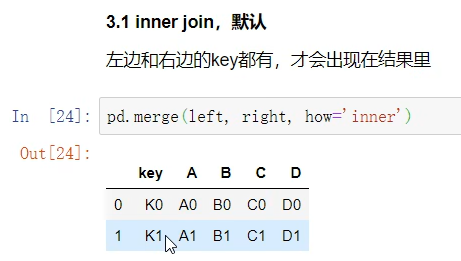 3.1 inner join，默认
左边和右边的key都有，才会出现在结果里
In [24]: pd.merge(left, right, how='inner')
Out[24]:
key A B C D
0 K0 A0 B0 C0 D0
1 K1 A1 B1 C1 D1